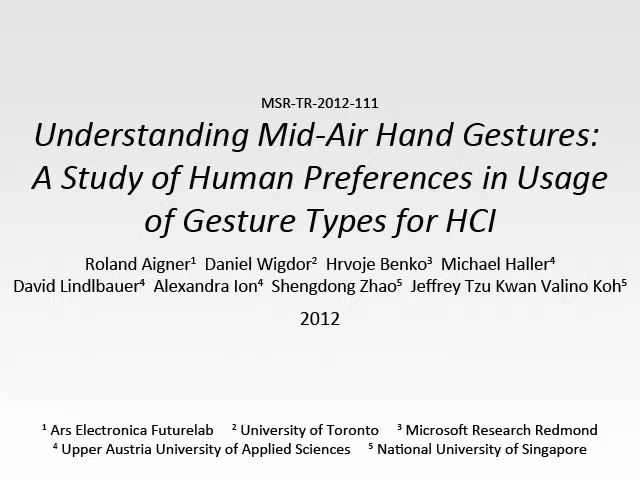 MSR-TR-2012-111
Understanding Mid-Air Hand Gestures:
A Study of Human Preferences in Usage
of Gesture Types for HCI
Roland Aigner¹ Daniel Wigdor² Hrvoje Benko³ Michael Haller⁴
David Lindlbauer⁴ Alexandra Ion⁴ Shengdong Zhao⁵ Jeffrey Tzu Kwan Valino Koh⁵
2012
¹ Ars Electronica Futurelab ² University of Toronto ³ Microsoft Research Redmond
⁴ Upper Austria University of Applied Sciences ⁵ National University of Singapore